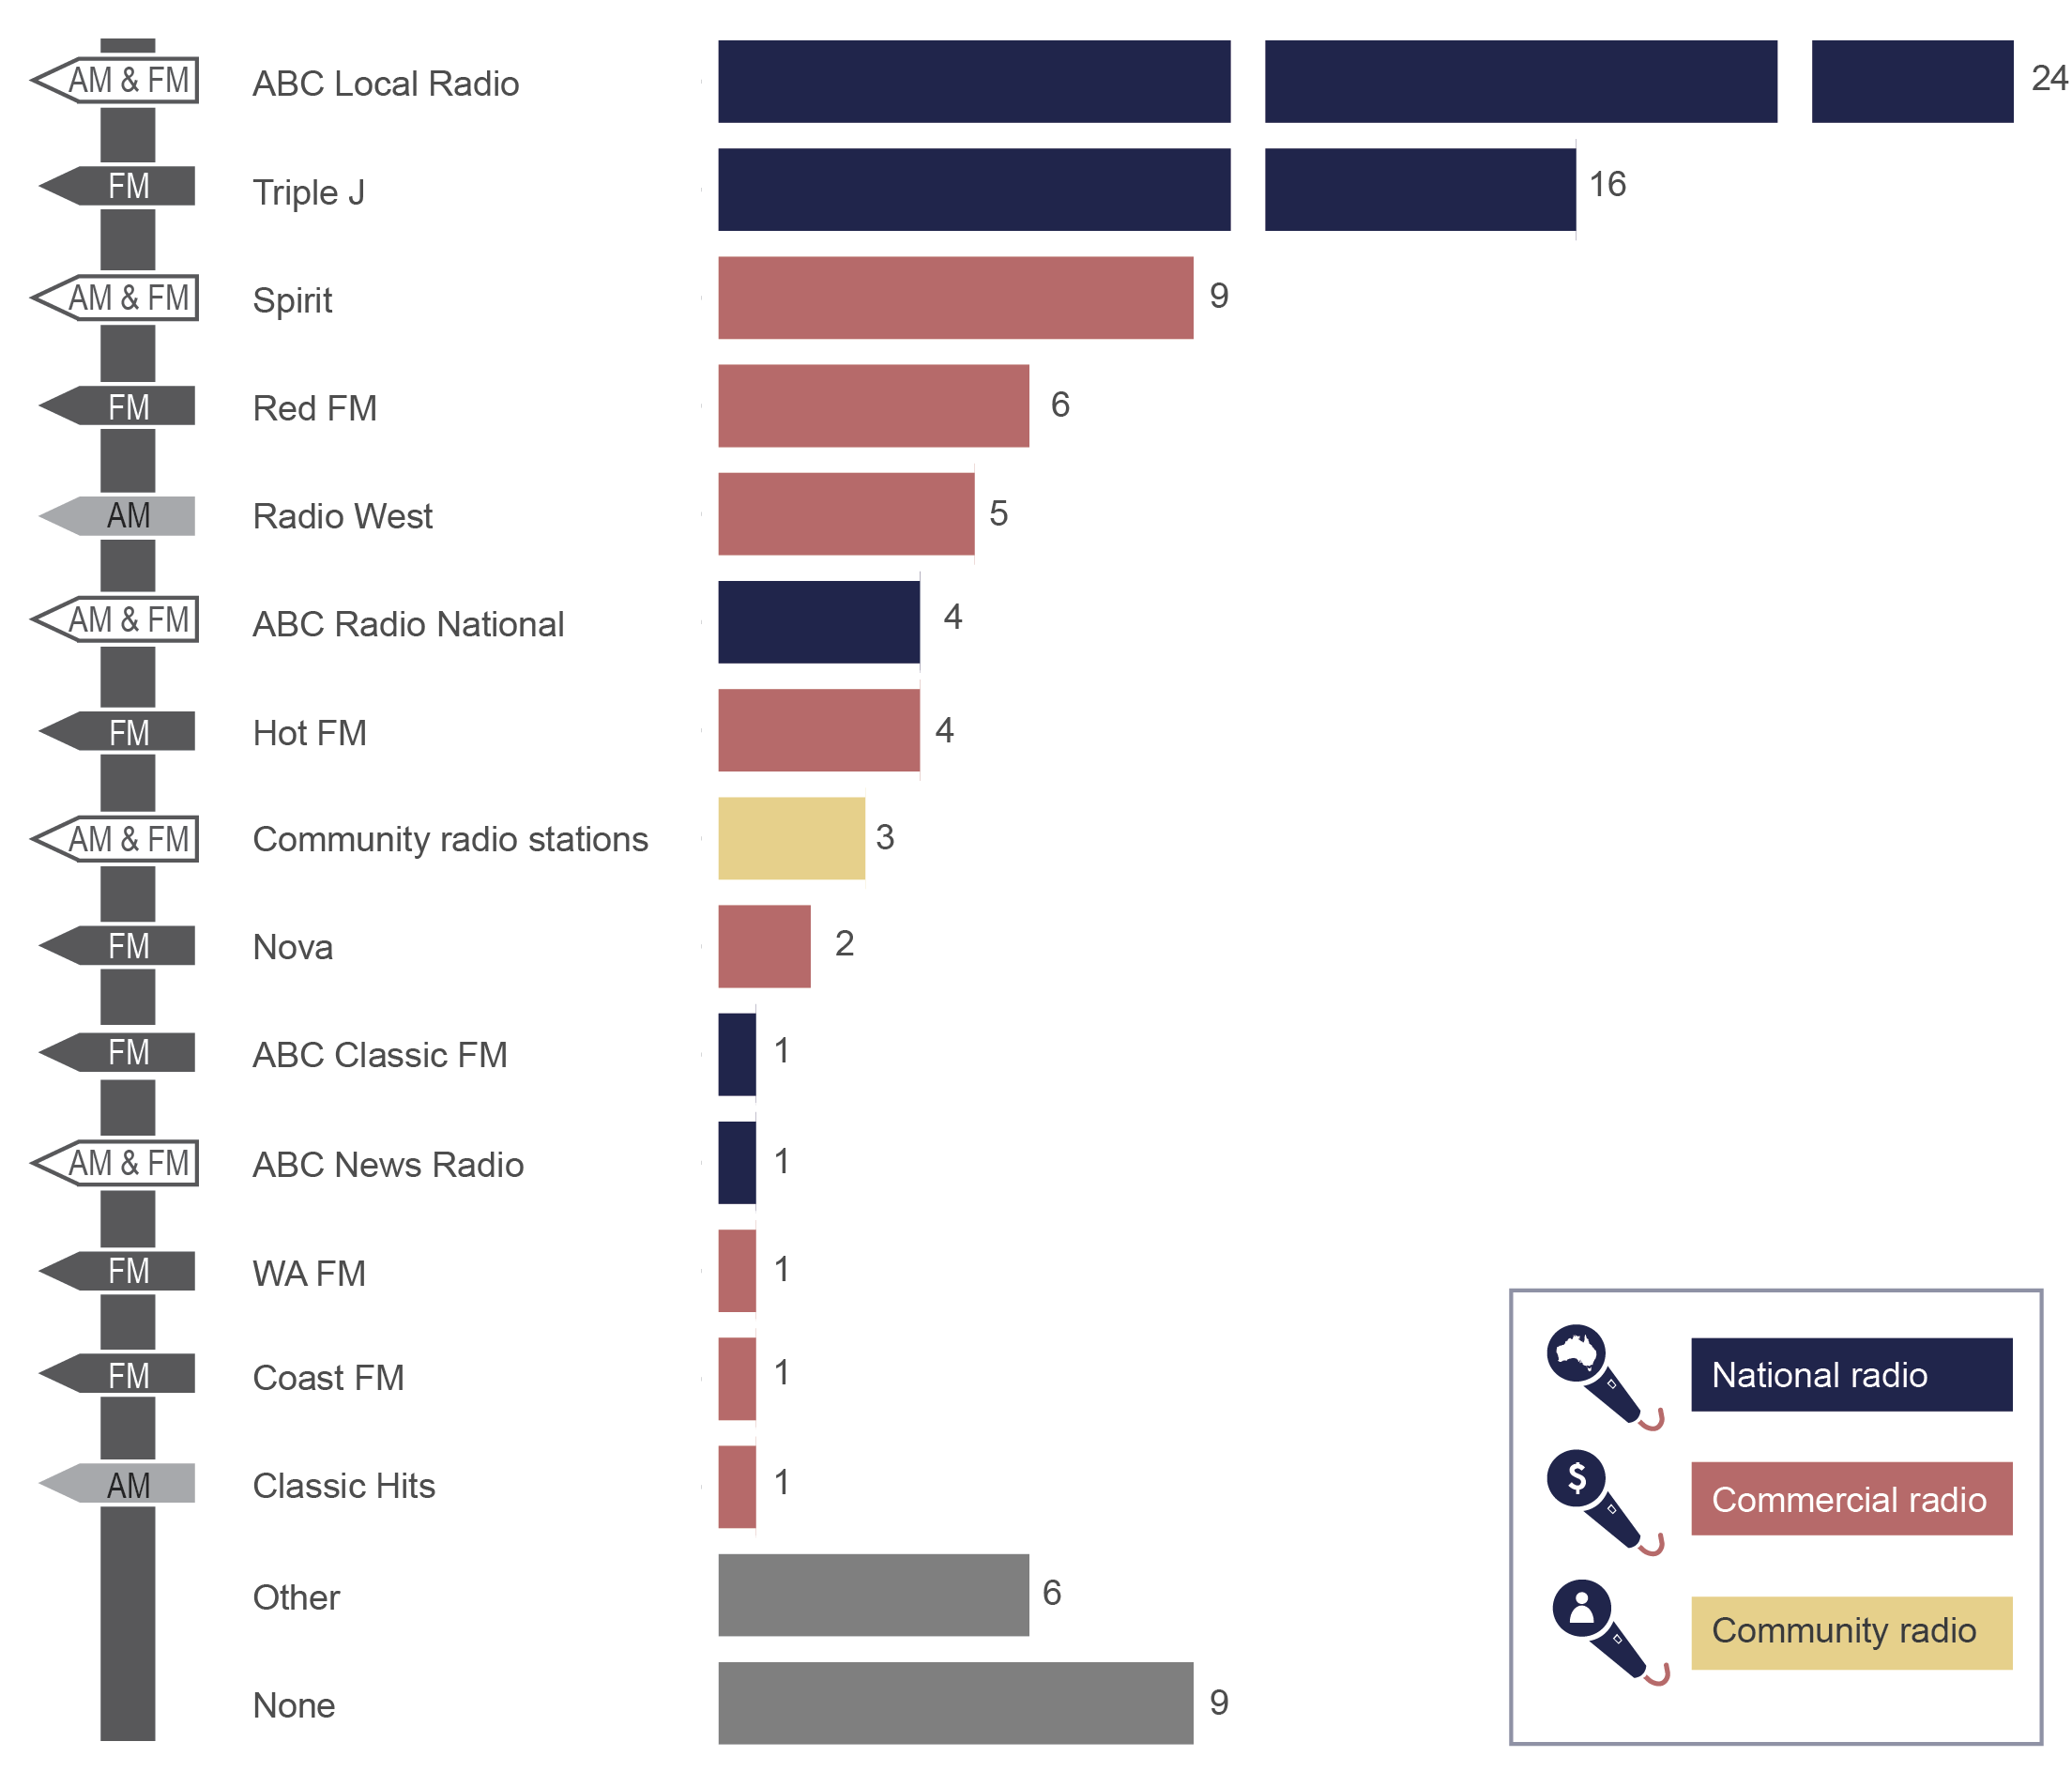 AM & FM ABC Local Radio 24
FM Triple J 16
AM & FM Spirit 9
FM Red FM 6
AM Radio West 5
AM & FM ABC Radio National 4
FM Hot FM 4
AM & FM Community radio stations 3
FM Nova 2
FM ABC Classic FM 1
AM & FM ABC News Radio 1
FM WA FM 1
FM Coast FM 1
AM Classic Hits 1
Other 6
None 9
National radio
$ Commercial radio
Community radio